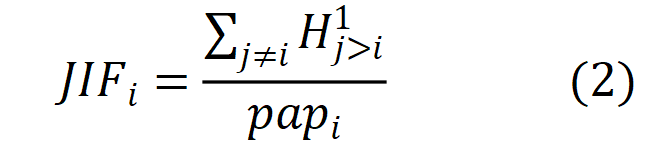 JIF_i = \frac{\sum_{j \neq i} H^1_{j>i}}{pap_i} (2)